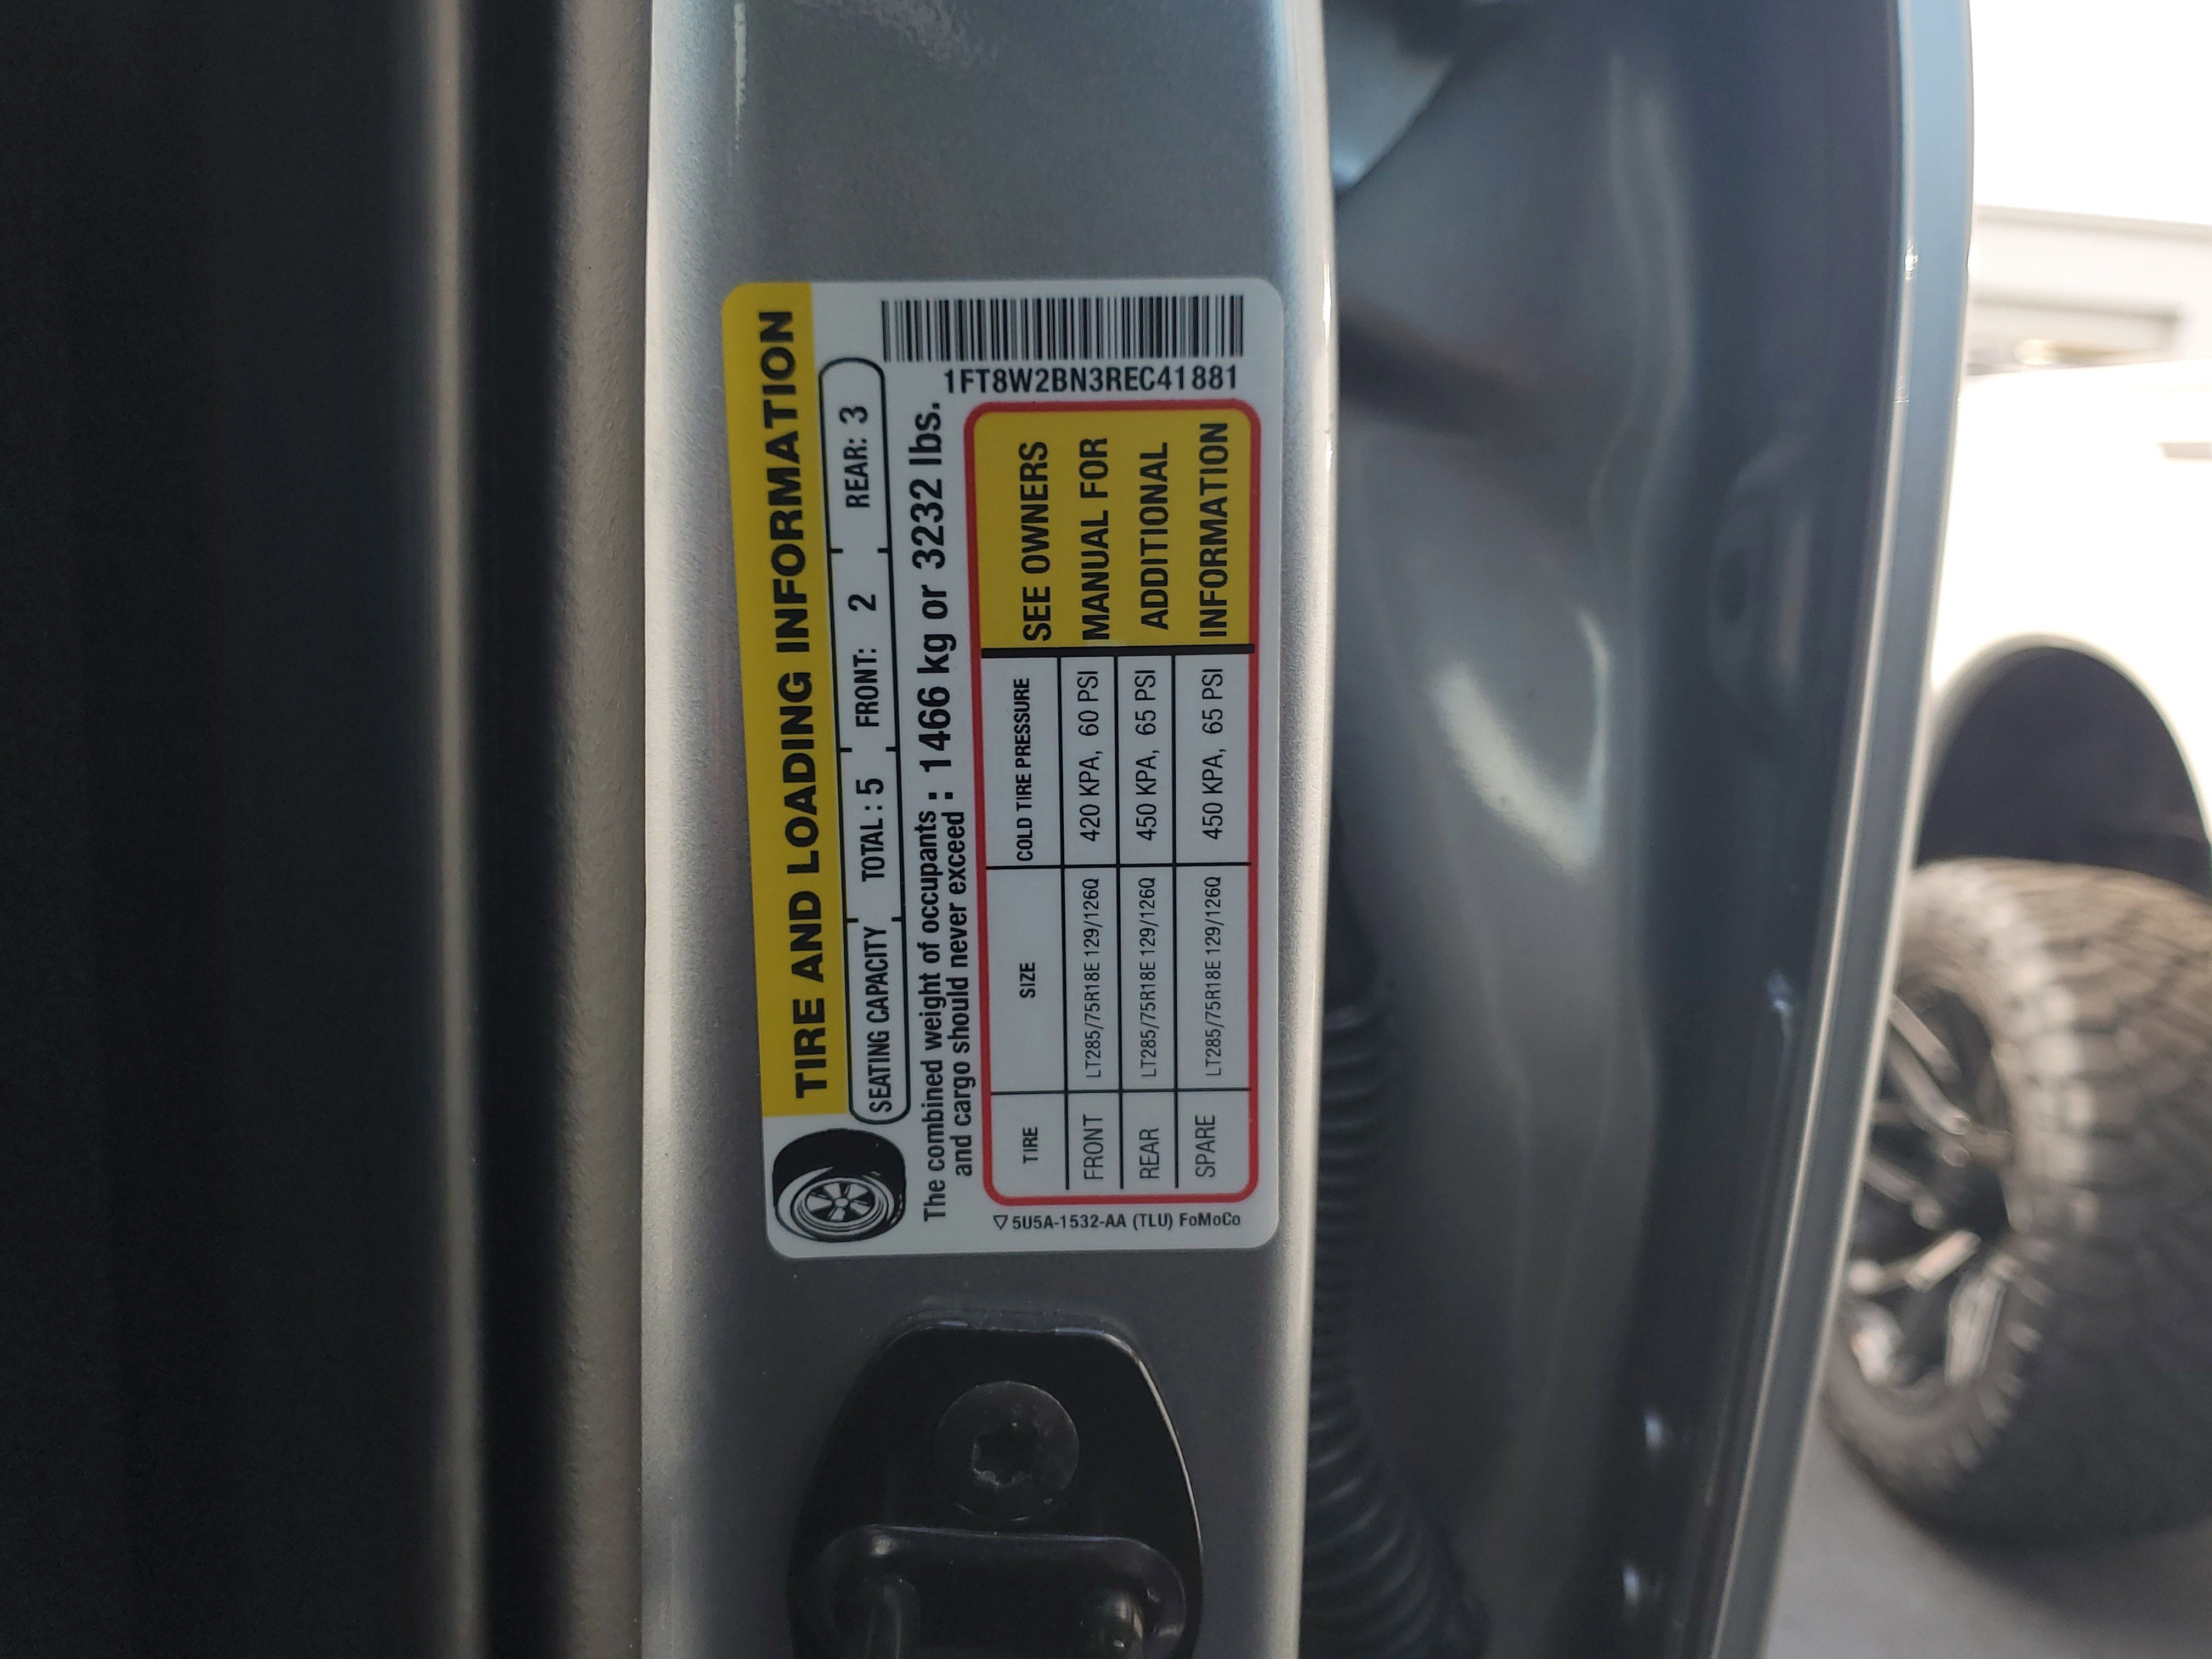 TIRE AND LOADING INFORMATION
SEATING CAPACITY TOTAL : 5 FRONT: 2 REAR: 3
The combined weight of occupants
and cargo should never exceed : 1466 kg or 3232 lbs.
1FT8W2BN3REC41881
TIRE SIZE COLD TIRE PRESSURE
FRONT LT285/75R18E 129/126Q 420 KPA, 60 PSI
REAR LT285/75R18E 129/126Q 450 KPA, 65 PSI
SPARE LT285/75R18E 129/126Q 450 KPA, 65 PSI
SEE OWNERS
MANUAL FOR
ADDITIONAL
INFORMATION
▽ 5U5A-1532-AA (TLU) FoMoCo